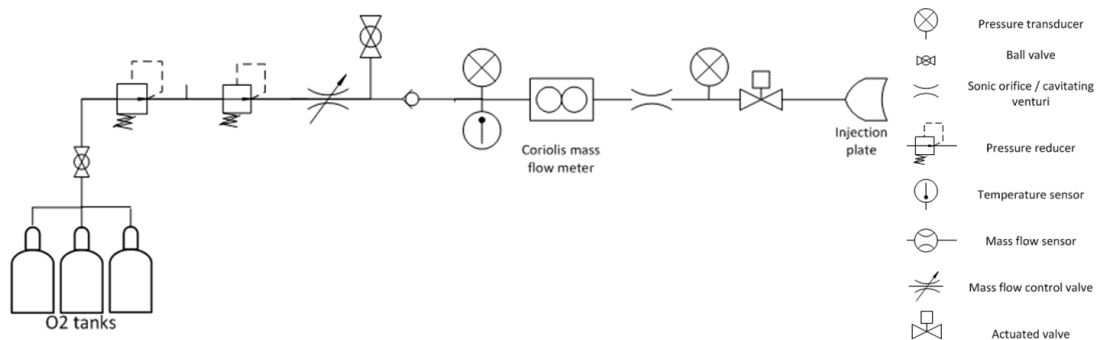 O2 tanks
Coriolis mass
flow meter
Injection
plate
Pressure transducer
Ball valve
Sonic orifice / cavitating
venturi
Pressure reducer
Temperature sensor
Mass flow sensor
Mass flow control valve
Actuated valve